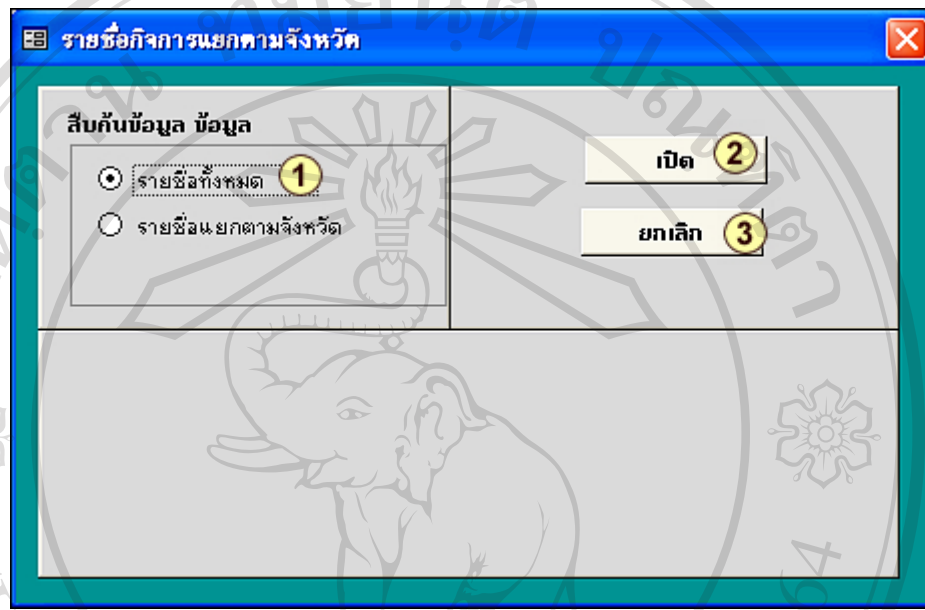 รายชื่อกิจการแยกตามจังหวัด
สืบค้นข้อมูล ข้อมูล
รายชื่อทั้งหมด 1
รายชื่อแยกตามจังหวัด
เปิด 2
ยกเลิก 3